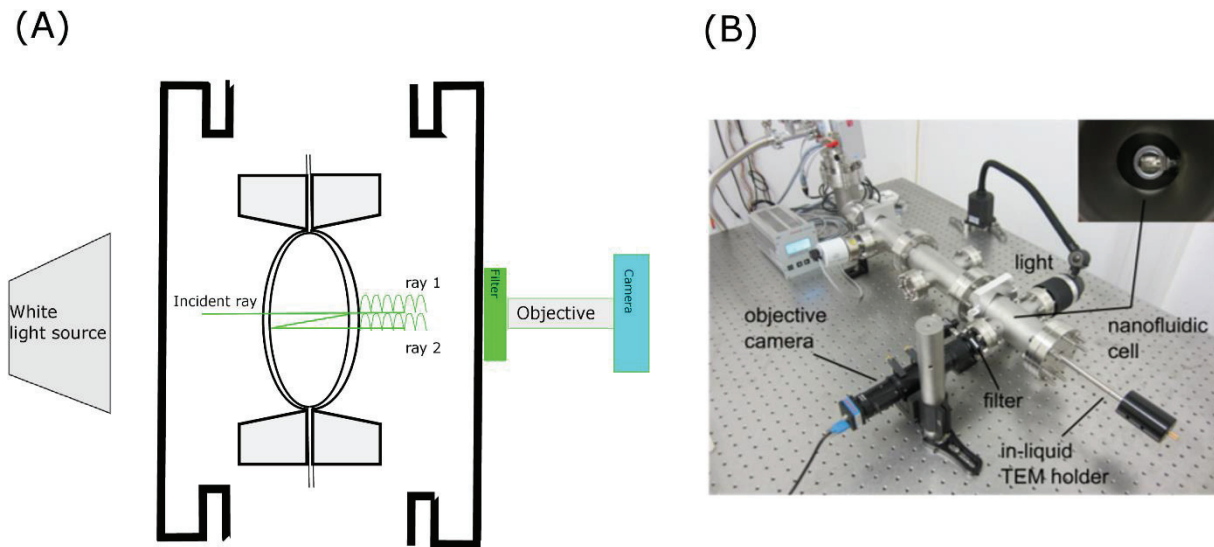 (A)
White
light source
Incident ray
ray 1
ray 2
Filter
Objective
Camera
(B)
light
objective
camera
nanofluidic
cell
filter
in-liquid
TEM holder